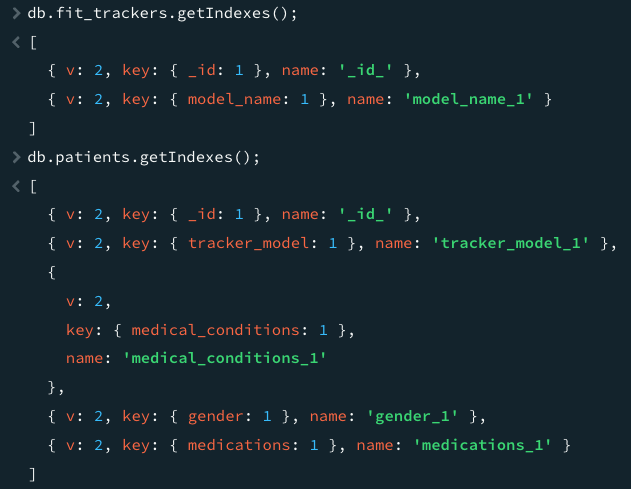 > db.fit_trackers.getIndexes();
< [
{ v: 2, key: { _id: 1 }, name: '_id_' },
{ v: 2, key: { model_name: 1 }, name: 'model_name_1' }
]
> db.patients.getIndexes();
< [
{ v: 2, key: { _id: 1 }, name: '_id_' },
{ v: 2, key: { tracker_model: 1 }, name: 'tracker_model_1' },
{
v: 2,
key: { medical_conditions: 1 },
name: 'medical_conditions_1'
},
{ v: 2, key: { gender: 1 }, name: 'gender_1' },
{ v: 2, key: { medications: 1 }, name: 'medications_1' }
]